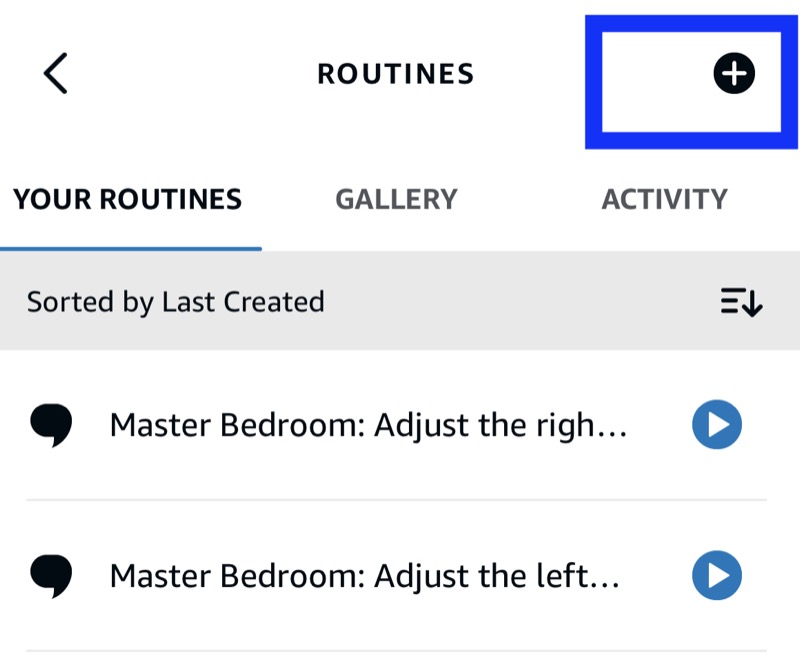 ROUTINES
YOUR ROUTINES GALLERY ACTIVITY
Sorted by Last Created
Master Bedroom: Adjust the righ...
Master Bedroom: Adjust the left...